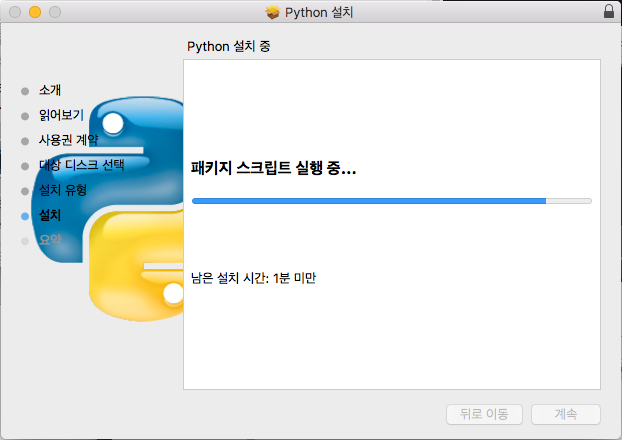 Python 설치
Python 설치 중
소개
읽어보기
사용권 계약
대상 디스크 선택
설치 유형
설치
요약
패키지 스크립트 실행 중...
남은 설치 시간: 1분 미만
뒤로 이동
계속